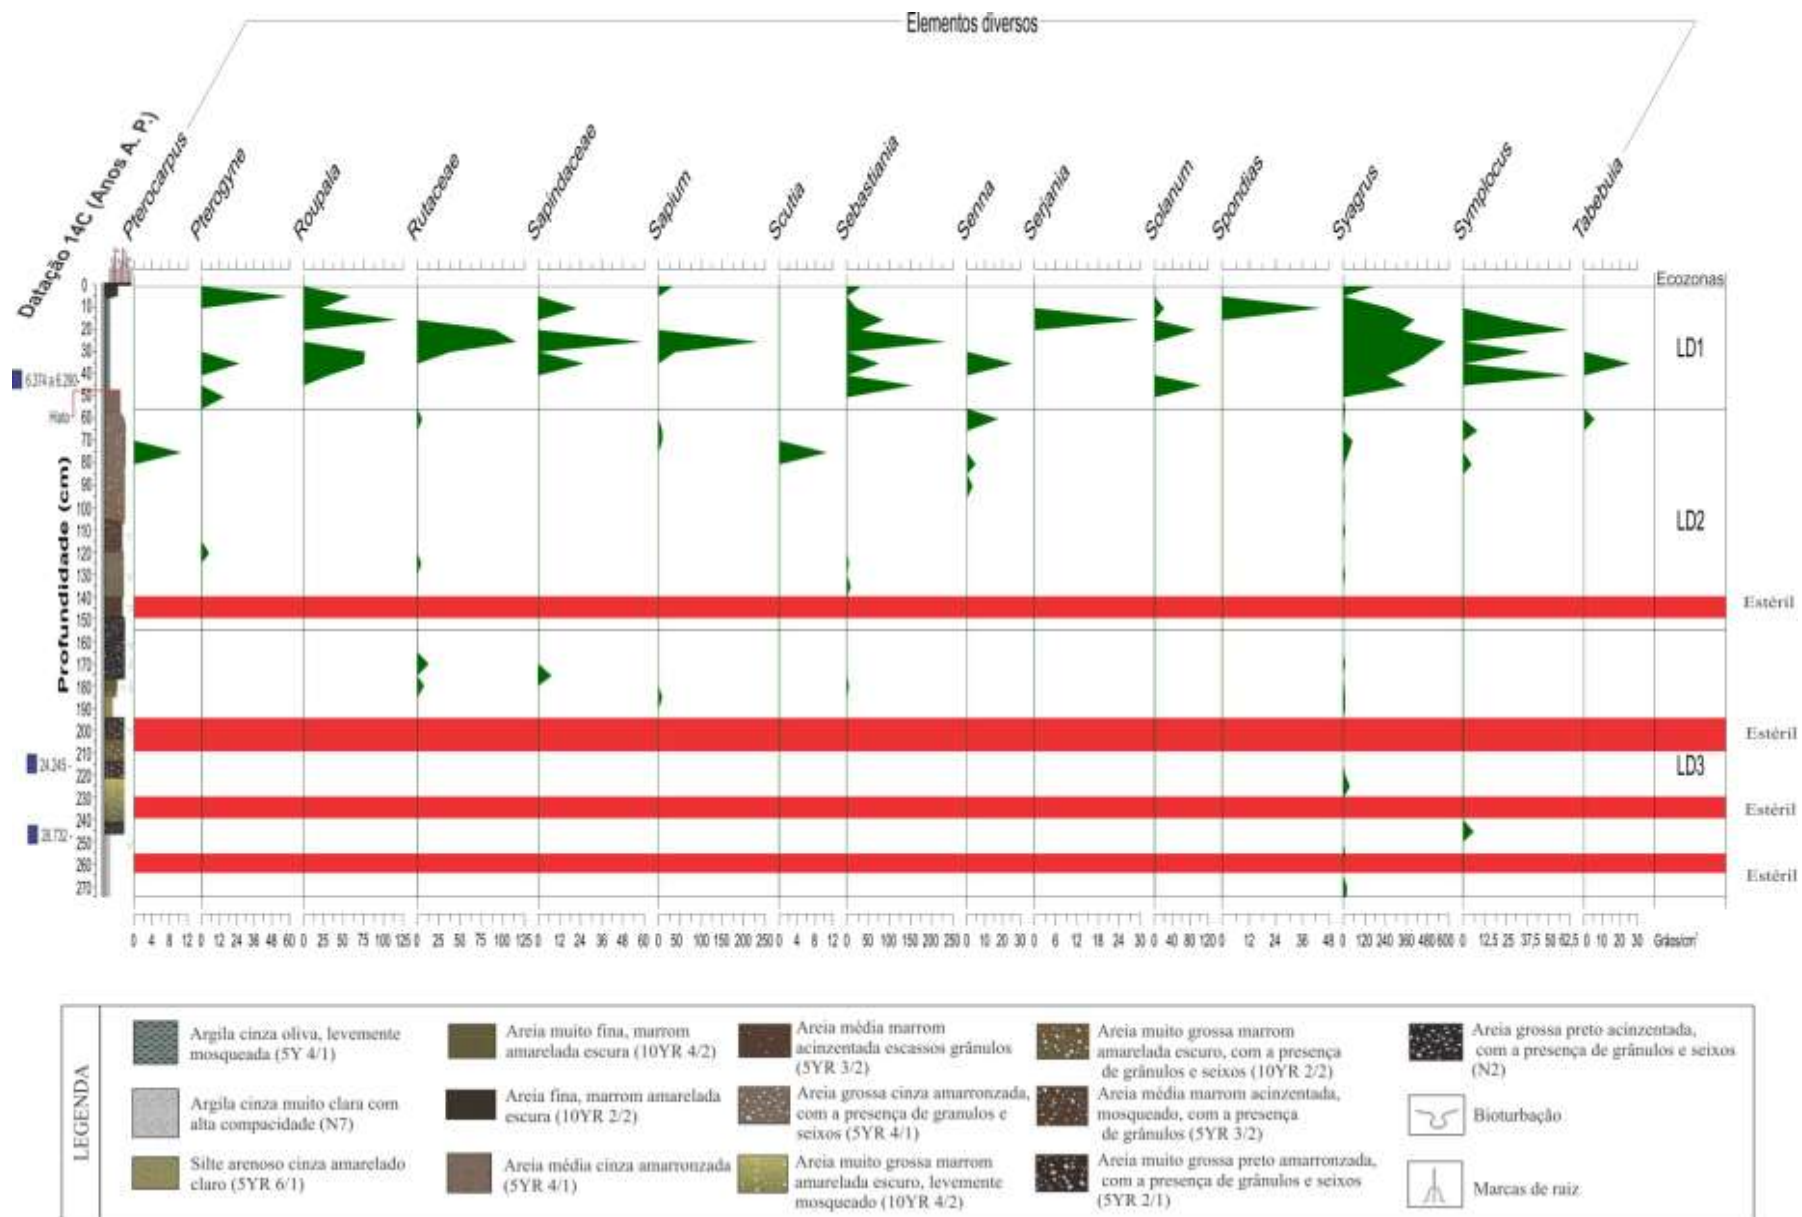 Elementos diversos
Datação 14C (Anos A. P.)
Pterocarpus
Pterogyne
Roupala
Rutaceae
Sapindaceae
Sapium
Scutia
Sebastiania
Senna
Serjania
Solanum
Spondias
Syagrus
Symplocus
Tabebuia
Ecozonas
Profundidade (cm)
0
10
20
30
40
50
60
70
80
90
100
110
120
130
140
150
160
170
180
190
200
210
220
230
240
250
260
270
6.374 a 6.280-
Hiato
24.245 -
28.732 -
LD1
LD2
LD3
Estéril
Estéril
Estéril
Estéril
0 4 8 12 0 12 24 36 48 60 0 25 50 75 100 125 0 25 50 75 100 125 0 12 24 36 48 60 0 50 100 150 200 250 0 4 8 12 0 50 100 150 200 250 0 10 20 30 0 6 12 18 24 30 0 40 80 120 0 12 24 36 48 0 120 240 360 480 600 0 12.5 25 37,5 50 62.5 0 10 20 30 Grãos/cm³
LEGENDA
Argila cinza oliva, levemente
mosqueada (5Y 4/1)
Argila cinza muito clara com
alta compacidade (N7)
Silte arenoso cinza amarelado
claro (5YR 6/1)
Areia muito fina, marrom
amarelada escura (10YR 4/2)
Areia fina, marrom amarelada
escura (10YR 2/2)
Areia média cinza amarronzada
(5YR 4/1)
Areia média marrom
acinzentada escassos grânulos
(5YR 3/2)
Areia grossa cinza amarronzada,
com a presença de granulos e
seixos (5YR 4/1)
Areia muito grossa marrom
amarelada escuro, levemente
mosqueado (10YR 4/2)
Areia muito grossa marrom
amarelada escuro, com a presença
de grânulos e seixos (10YR 2/2)
Areia média marrom acinzentada,
mosqueado, com a presença
de grânulos (5YR 3/2)
Areia muito grossa preto amarronzada,
com a presença de grânulos e seixos
(5YR 2/1)
Areia grossa preto acinzentada,
com a presença de grânulos e seixos
(N2)
Bioturbação
Marcas de raiz